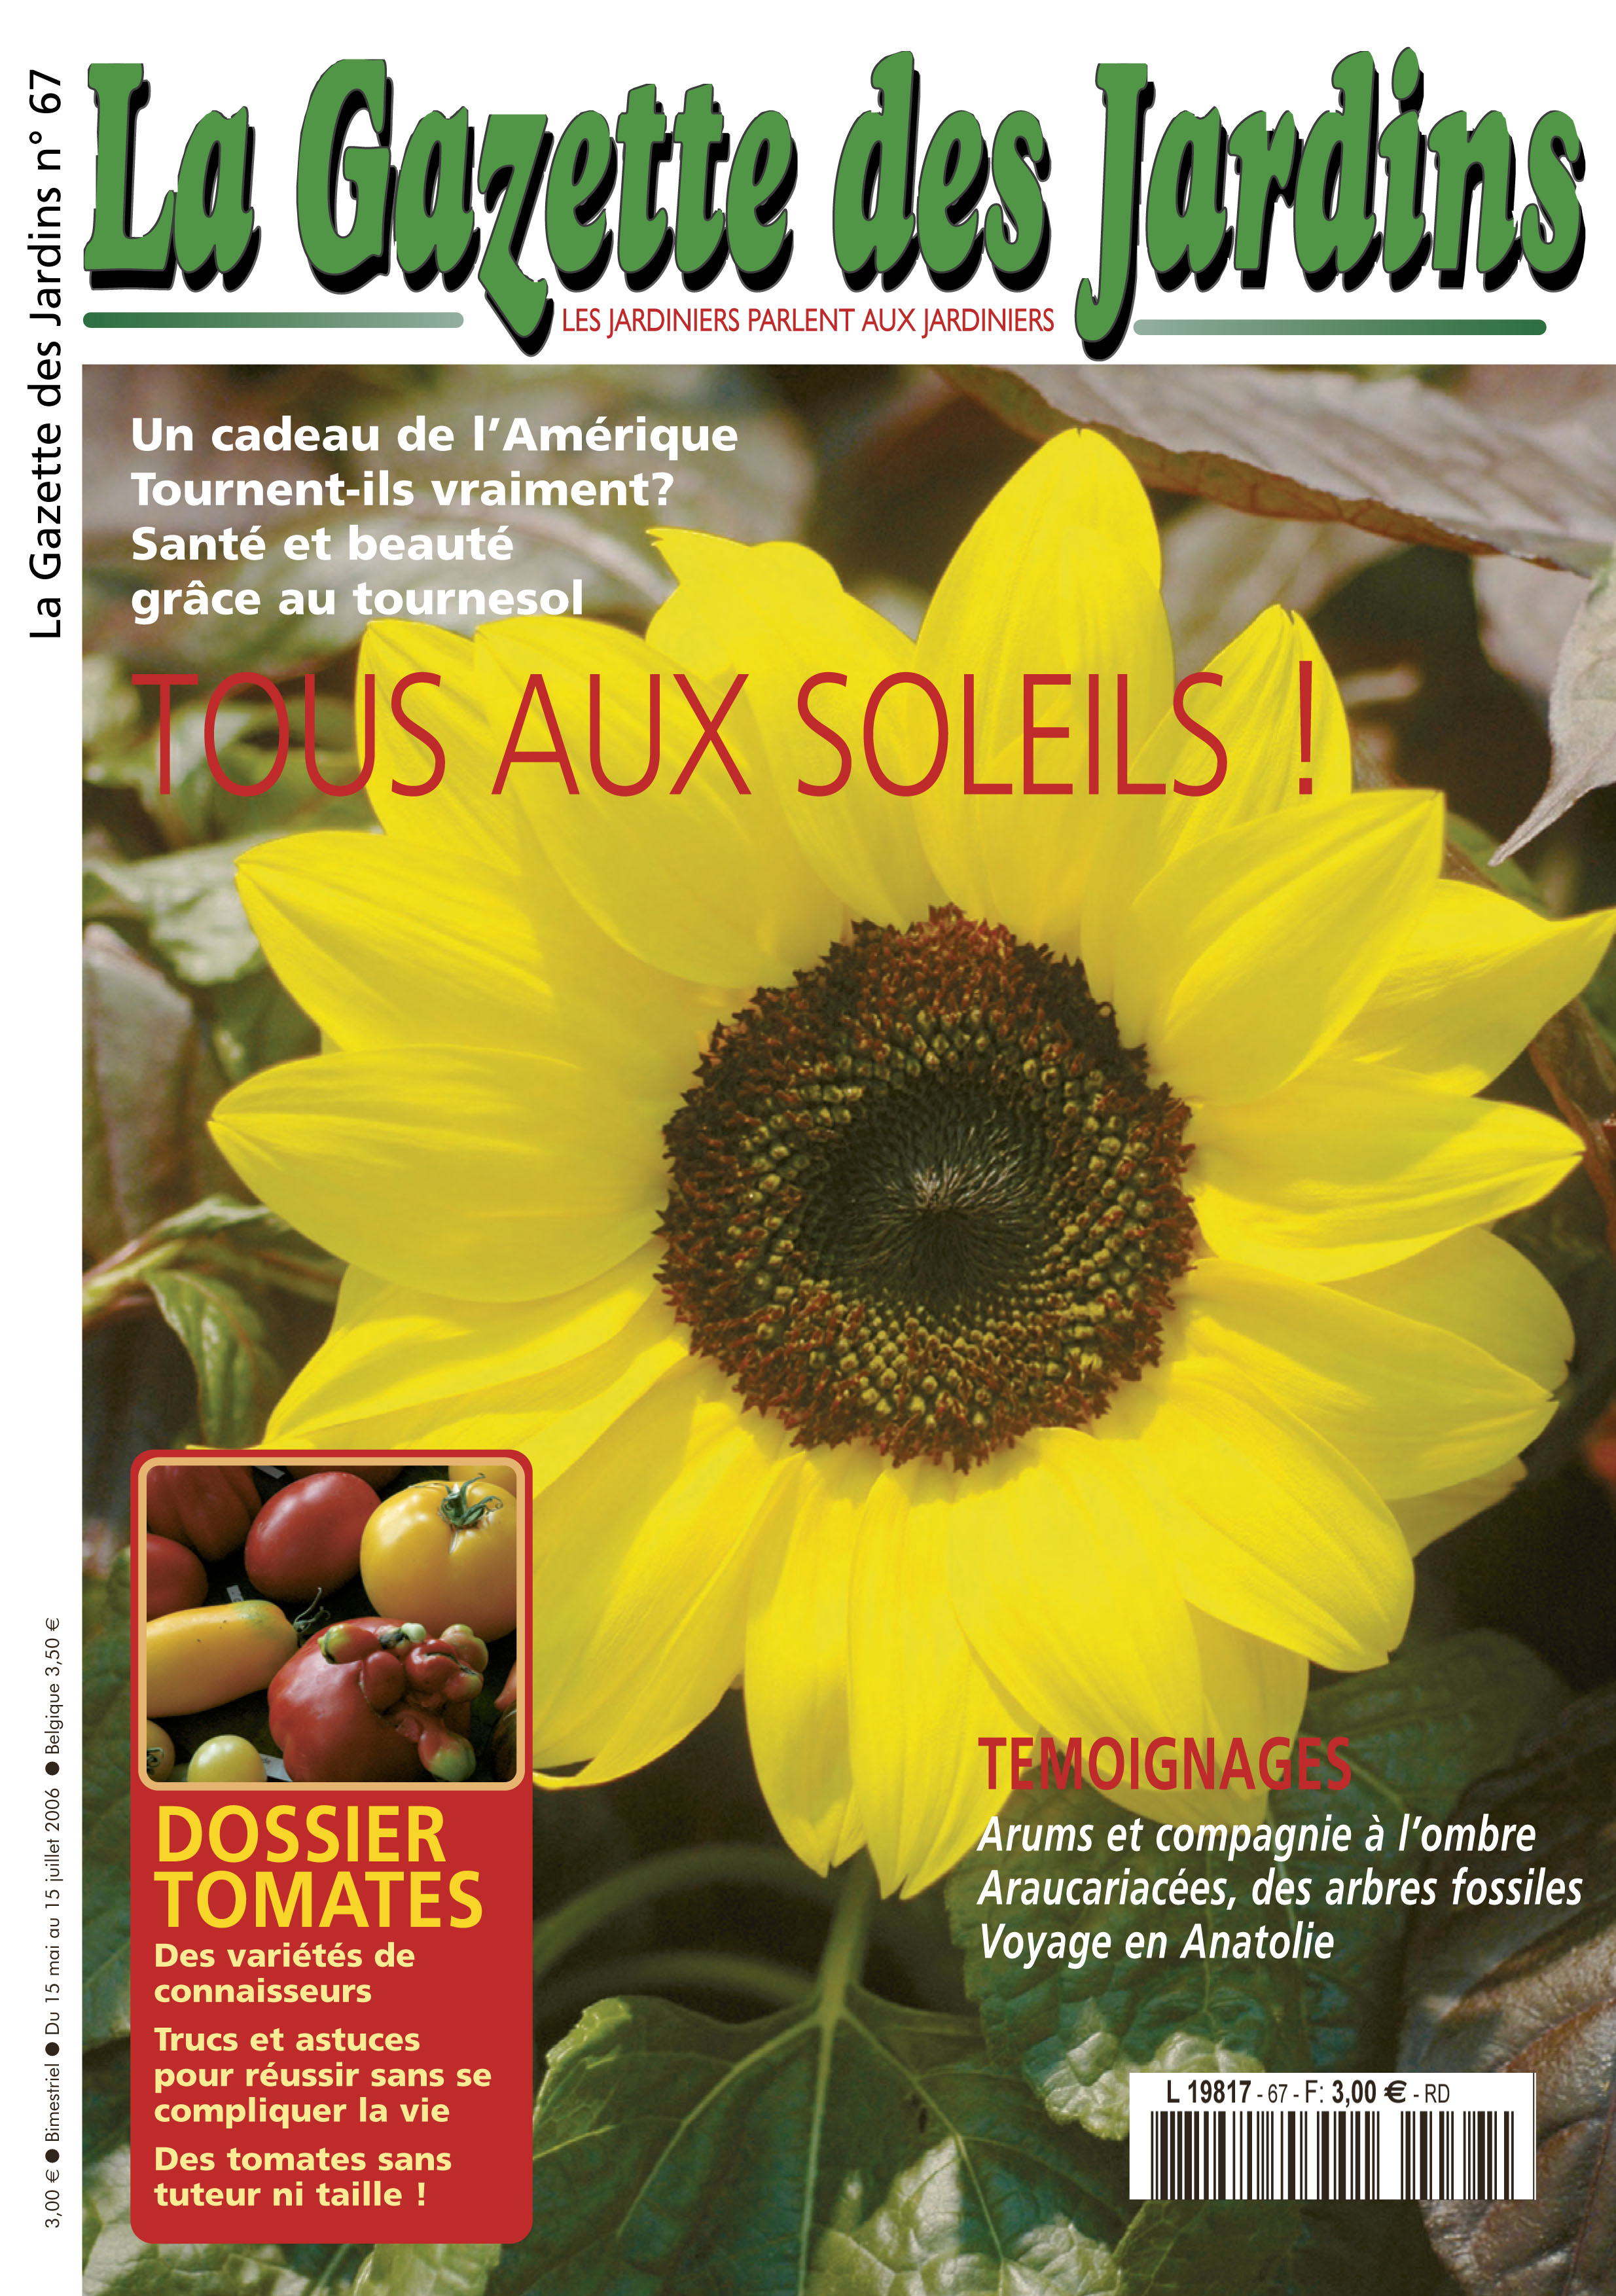 La Gazette des Jardins n° 67
La Gazette des Jardins
LES JARDINIERS PARLENT AUX JARDINIERS
Un cadeau de l'Amérique
Tournent-ils vraiment?
Santé et beauté
grâce au tournesol
TOUS AUX SOLEILS !
DOSSIER
TOMATES
Des variétés de
connaisseurs
Trucs et astuces
pour réussir sans se
compliquer la vie
Des tomates sans
tuteur ni taille !
TEMOIGNAGES
Arums et compagnie à l'ombre
Araucariacées, des arbres fossiles
Voyage en Anatolie
L 19817 - 67 - F: 3,00 € - RD
3,00 € ● Bimestriel ● Du 15 mai au 15 juillet 2006 ● Belgique 3,50 €